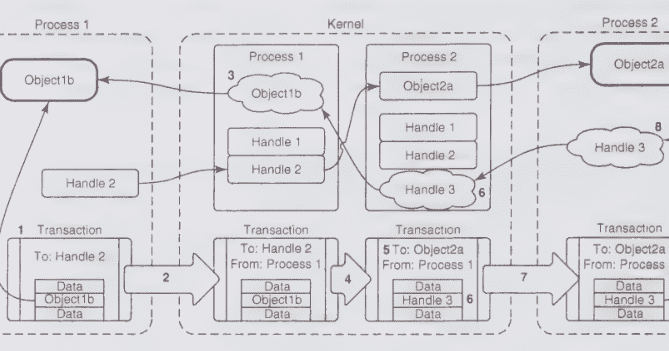 Process 1
Kernel
Process 2
Process 1
Process 2
Object1b
3
Object1b
Object2a
Object2a
Handle 1
Handle 2
Handle 1
Handle 2
8
Handle 3
Handle 2
Handle 3
6
1 Transaction
To: Handle 2
Data
Object1b
Data
2
Transaction
To: Handle 2
From: Process 1
Data
Object1b
Data
4
Transaction
5 To: Object2a
From: Process 1
Data
Handle 3
6
Data
7
Transaction
To: Object2a
From: Process
Data
Handle 3
Data